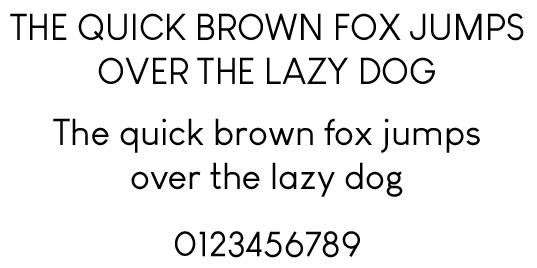 THE QUICK BROWN FOX JUMPS
OVER THE LAZY DOG
The quick brown fox jumps
over the lazy dog
0123456789